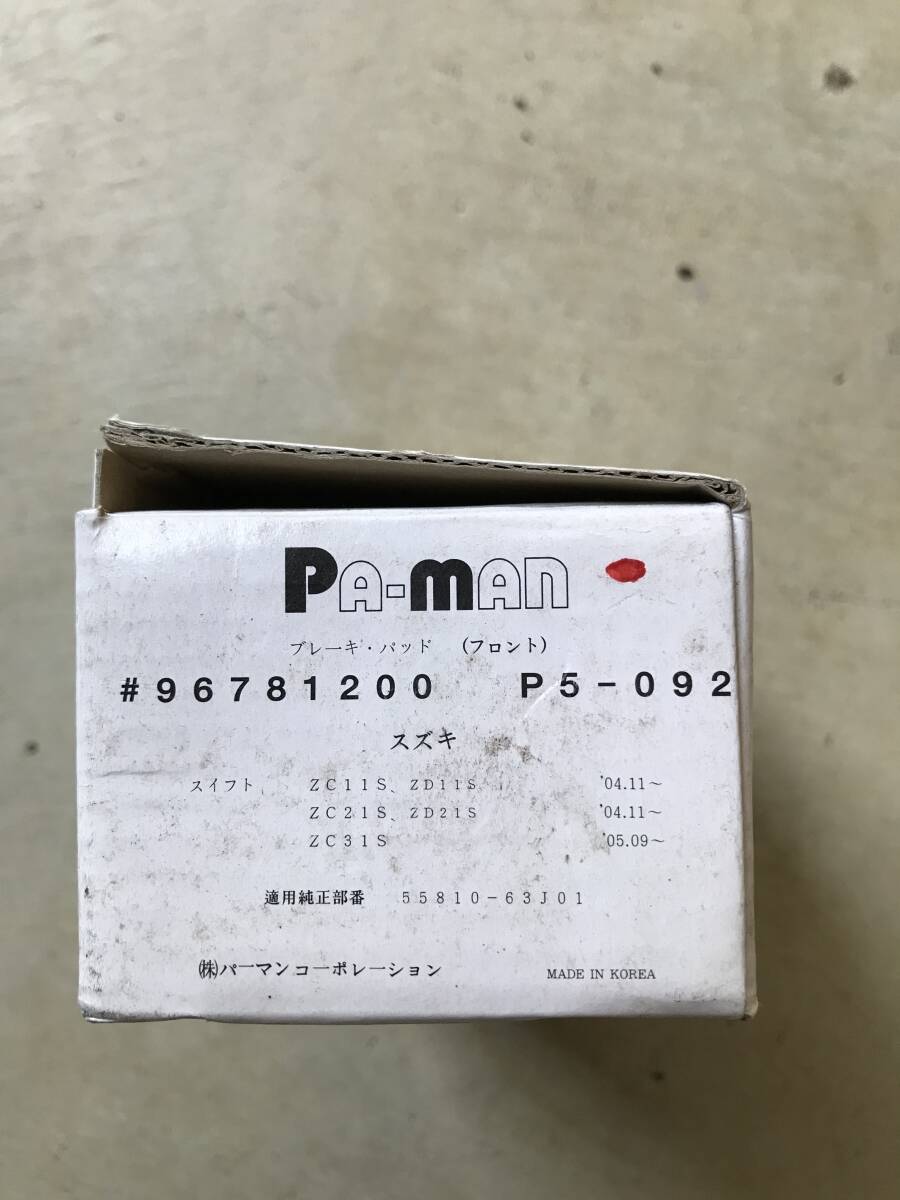 PA-MAN
ブレーキ・パッド (フロント)
#96781200 P5-092
スズキ
スイフト ZC11S、ZD11S '04.11～
ZC21S、ZD21S '04.11～
ZC31S '05.09～
適用純正部番 55810-63J01
㈱パーマンコーポレーション MADE IN KOREA